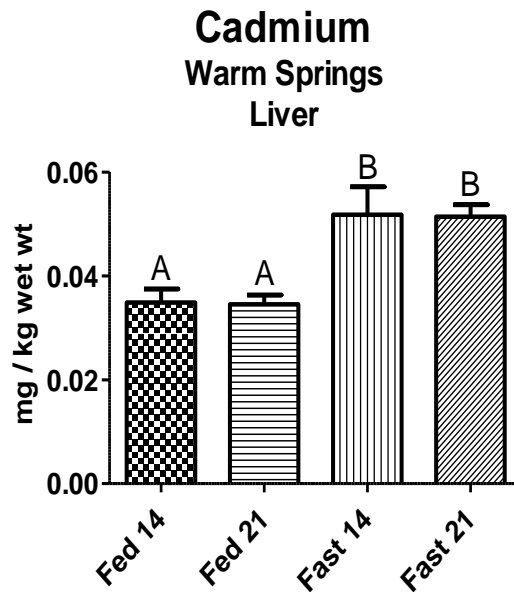 Cadmium
Warm Springs
Liver
mg / kg wet wt
0.06
0.04
0.02
0.00
A
A
B
B
Fed 14
Fed 21
Fast 14
Fast 21